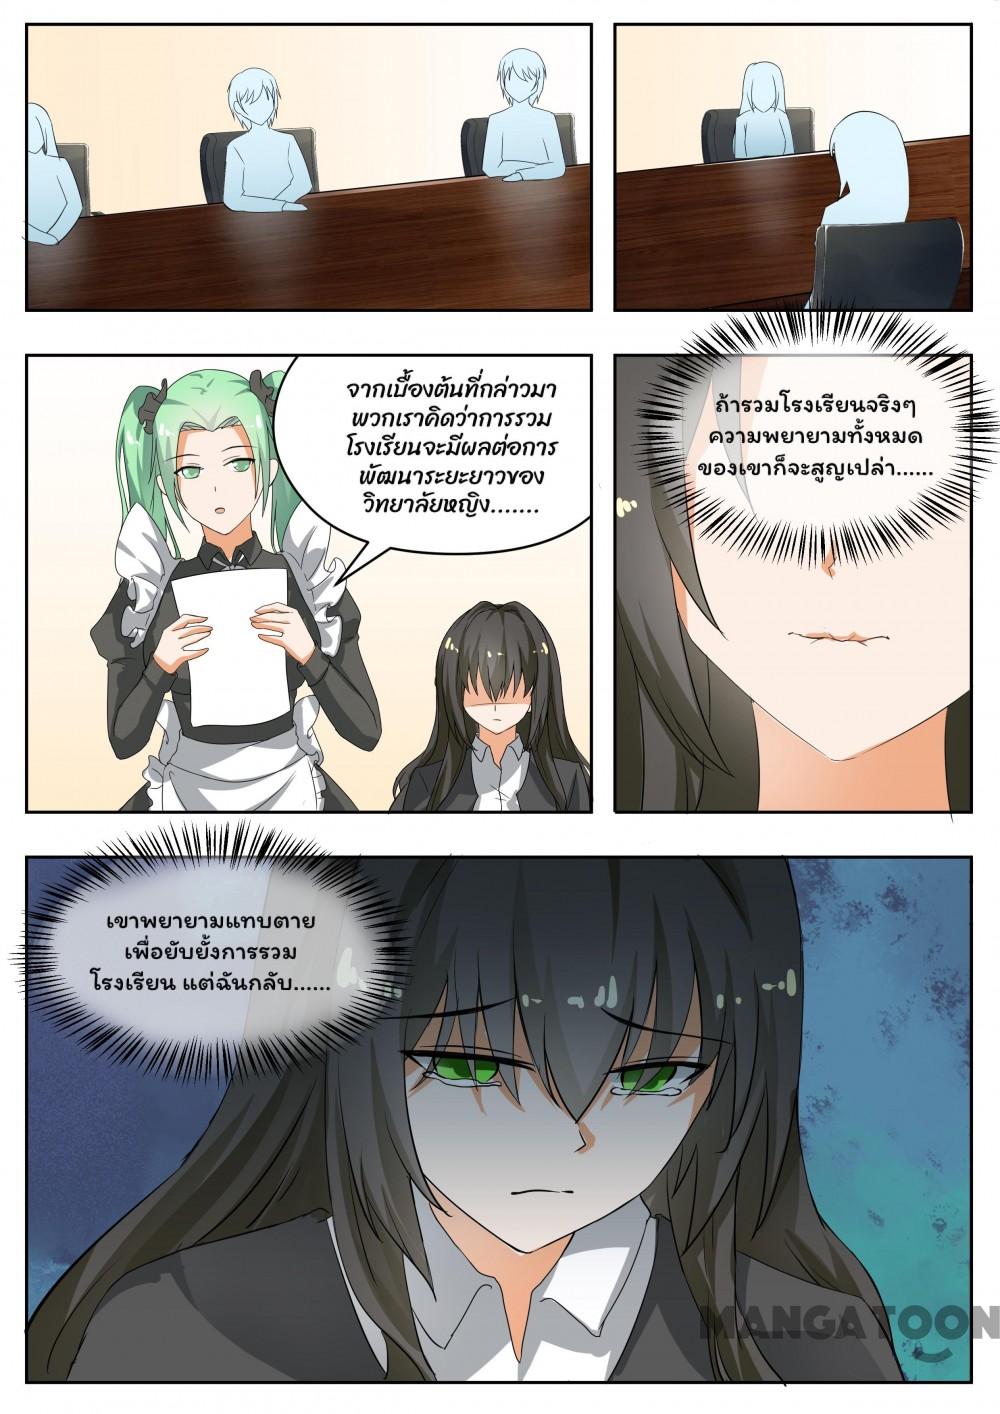 จากเบื้องต้นที่กล่าวมา
พวกเราคิดว่าการรวม
โรงเรียนจะมีผลต่อการ
พัฒนาระยะยาวของ
วิทยาลัยหญิง.......
ถ้ารวมโรงเรียนจริงๆ
ความพยายามทั้งหมด
ของเขาก็จะสูญเปล่า......
เขาพยายามแทบตาย
เพื่อยับยั้งการรวม
โรงเรียน แต่ฉันกลับ......
MANGATOON